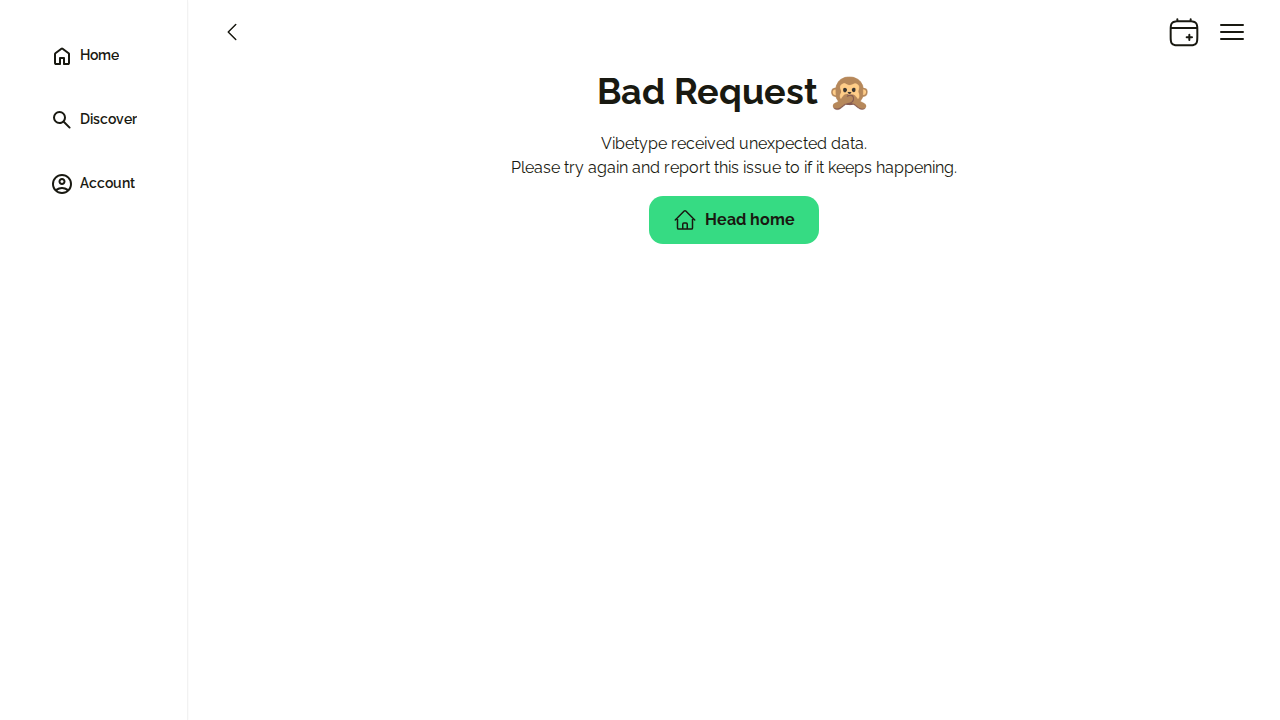 Home
Discover
Account
Bad Request 🙊
Vibetype received unexpected data.
Please try again and report this issue to if it keeps happening.
Head home